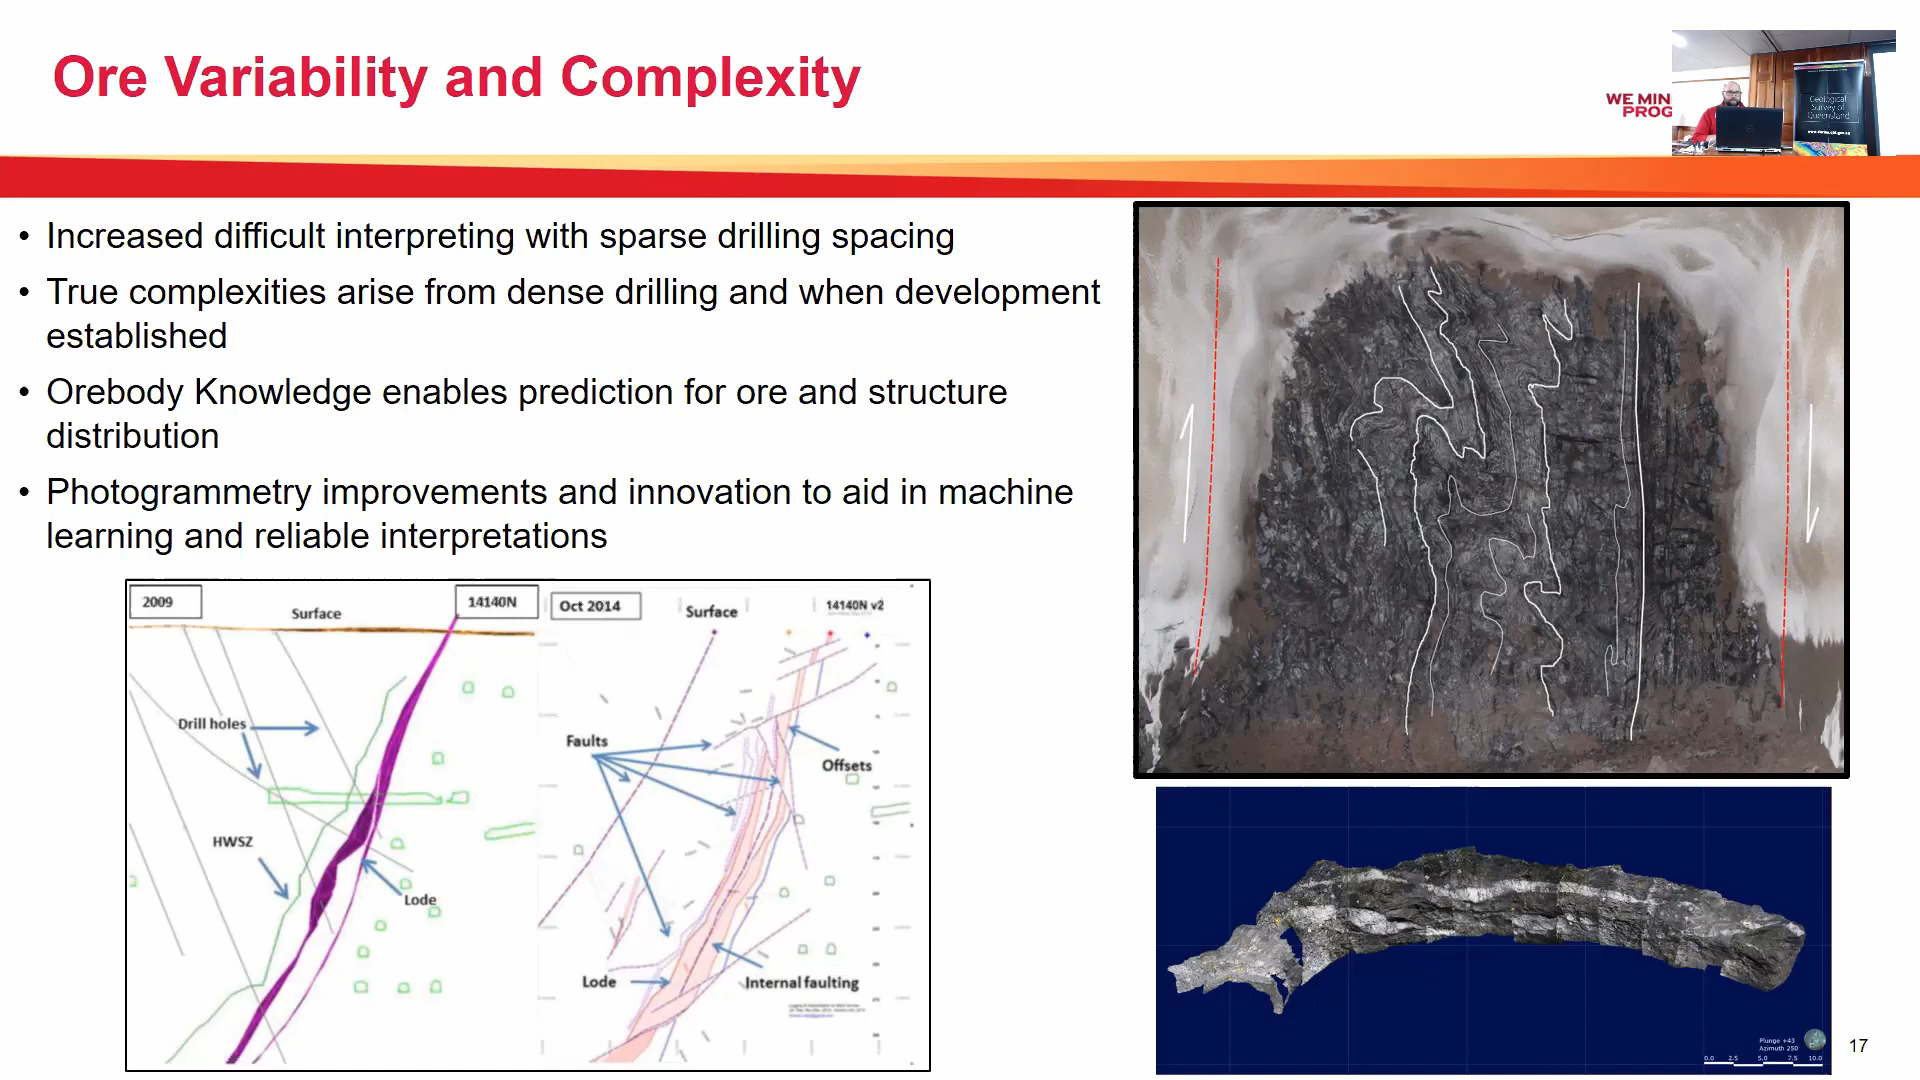 Ore Variability and Complexity
WE MIN
PROG
Geological
Survey of
Queensland
• Increased difficult interpreting with sparse drilling spacing
• True complexities arise from dense drilling and when development
established
• Orebody Knowledge enables prediction for ore and structure
distribution
• Photogrammetry improvements and innovation to aid in machine
learning and reliable interpretations
2009
Surface
14140N
Drill holes
HWSZ
Lode
Oct 2014
Surface
14140N v2
Faults
Offsets
Lode
Internal faulting
Plunge +43
Azimuth 250
0.0 2.5 5.0 7.5 10.0
17